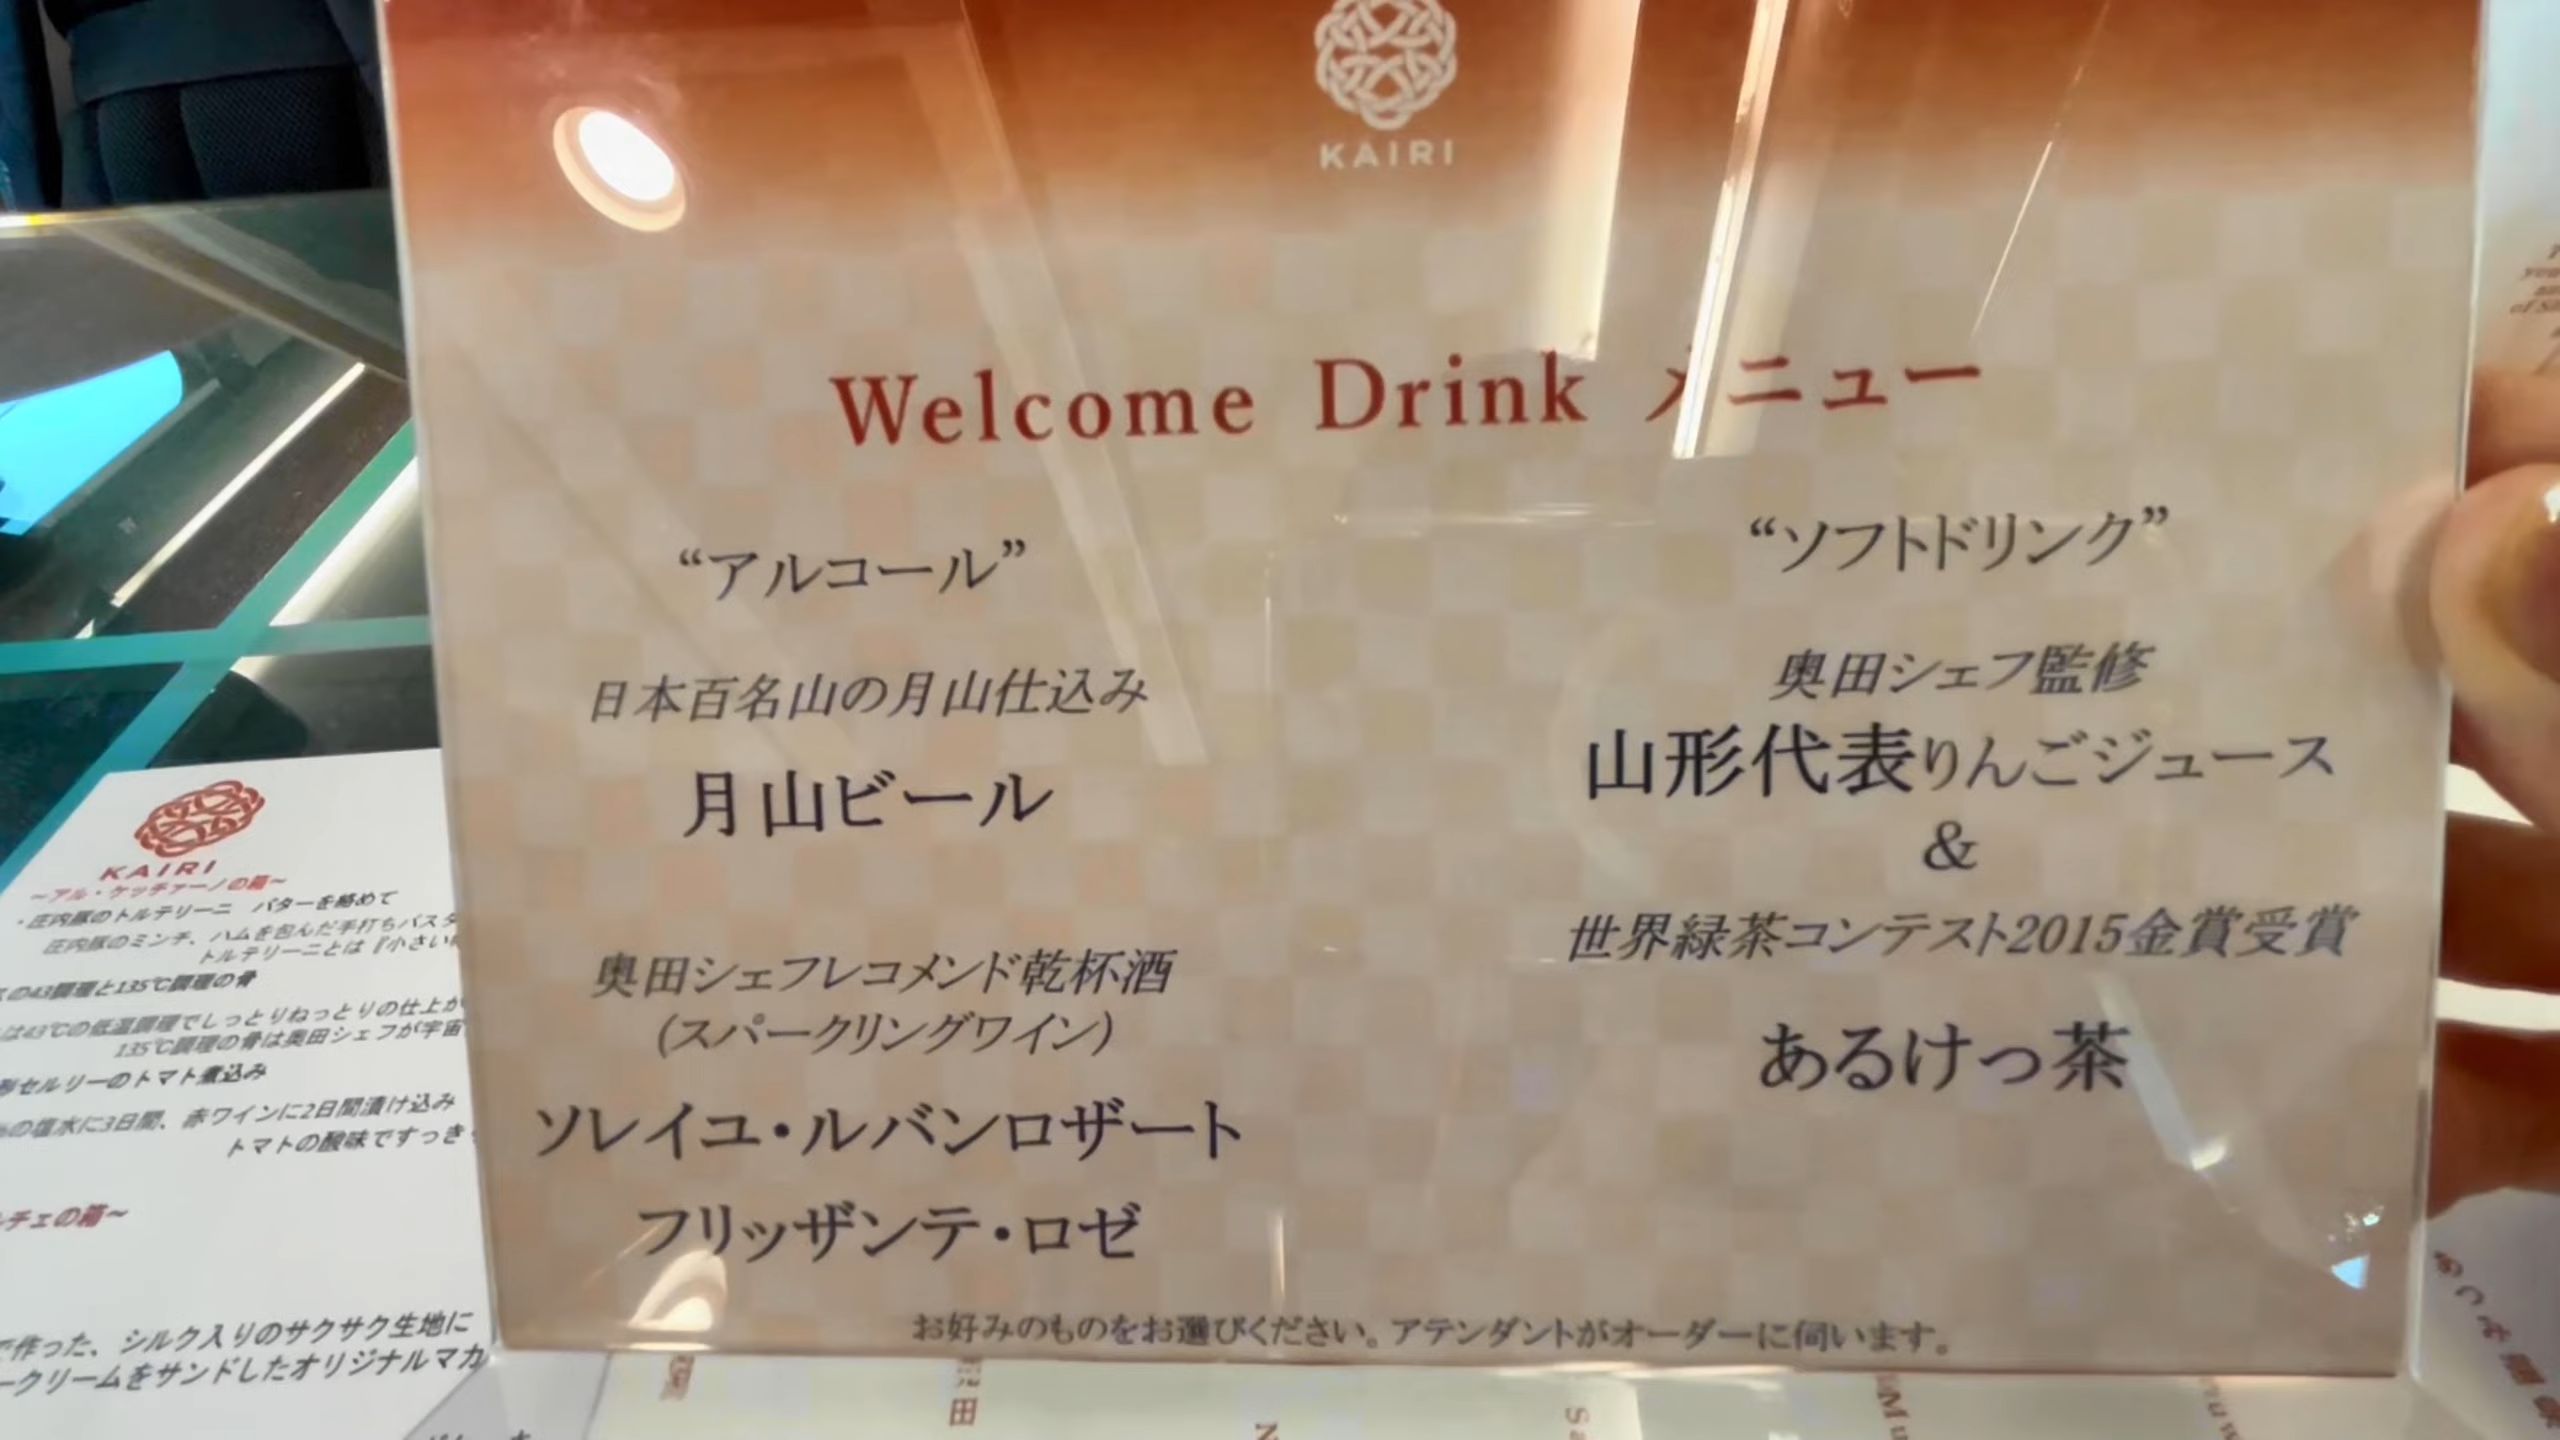 KAIRI
Welcome Drink メニュー
“アルコール”
日本百名山の月山仕込み
月山ビール
奥田シェフレコメンド乾杯酒
(スパークリングワイン)
ソレイユ・ルバンロザート
フリッザンテ・ロゼ
“ソフトドリンク”
奥田シェフ監修
山形代表りんごジュース
&
世界緑茶コンテスト2015金賞受賞
あるけっ茶
お好みのものをお選びください。アテンダントがオーダーに伺います。
KAIRI
～アル・ケッチァーノの箱～
・庄内豚のトルテリーニ バターを絡めて
庄内豚のミンチ、ハムを包んだ手打ちパスタ
トルテリーニとは『小さい
の43調理と135℃調理の骨
は43℃の低温調理でしっとりねっとりの仕上が
135℃調理の骨は奥田シェフが宇宙
形セルリーのトマト煮込み
の塩水に3日間、赤ワインに2日間漬け込み
トマトの酸味ですっき
チェの箱～
で作った、シルク入りのサクサク生地に
ークリームをサンドしたオリジナルマカ